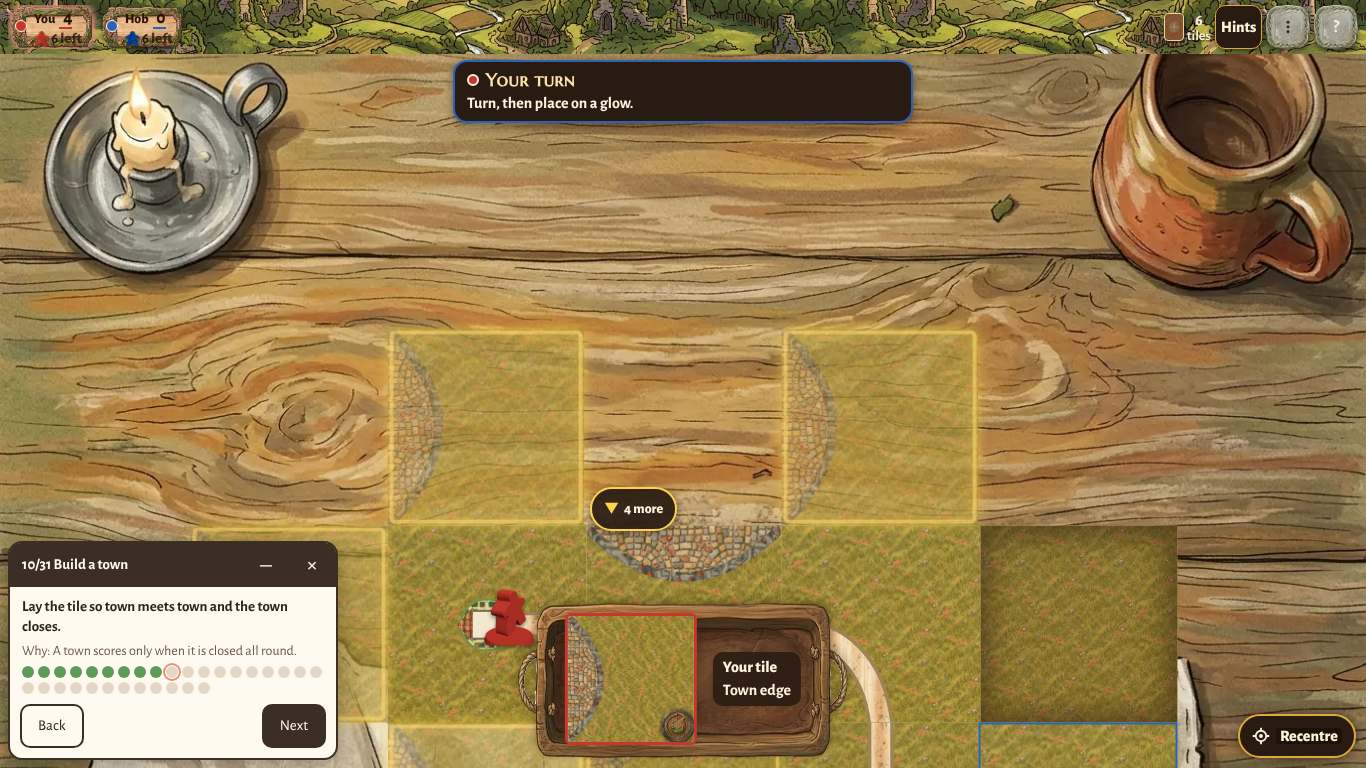 You 4
6 left
Hob 0
6 left
6 tiles
Hints
?
Your turn
Turn, then place on a glow.
4 more
10/31 Build a town
Lay the tile so town meets town and the town closes.
Why: A town scores only when it is closed all round.
Back
Next
Your tile
Town edge
Recentre